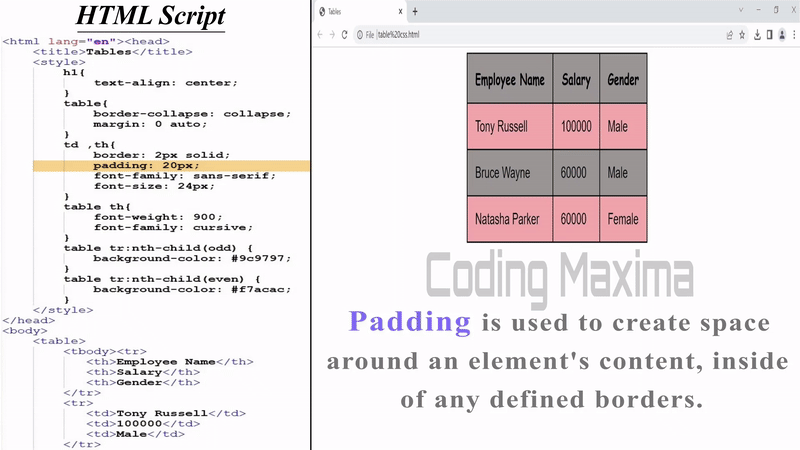 HTML Script
<html lang="en"><head>
<title>Tables</title>
<style>
h1{
text-align: center;
}
table{
border-collapse: collapse;
margin: 0 auto;
}
td ,th{
border: 2px solid;
padding: 20px;
font-family: sans-serif;
font-size: 24px;
}
table th{
font-weight: 900;
font-family: cursive;
}
table tr:nth-child(odd) {
background-color: #9c9797;
}
table tr:nth-child(even) {
background-color: #f7acac;
}
</style>
</head>
<body>
<table>
<tbody><tr>
<th>Employee Name</th>
<th>Salary</th>
<th>Gender</th>
</tr>
<tr>
<td>Tony Russell</td>
<td>100000</td>
<td>Male</td>
</tr>
Tables
File table%20css.html
Employee Name Salary Gender
Tony Russell 100000 Male
Bruce Wayne 60000 Male
Natasha Parker 60000 Female
Coding Maxima
Padding is used to create space
around an element's content, inside
of any defined borders.